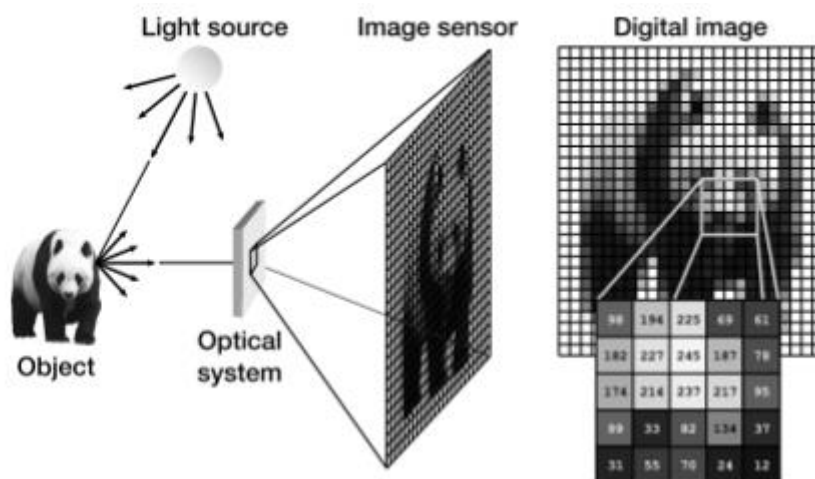 Light source
Image sensor
Digital image
Object
Optical
system
98 194 225 69 61
182 227 245 187 78
174 214 237 217 95
89 33 82 134 37
31 55 70 24 12